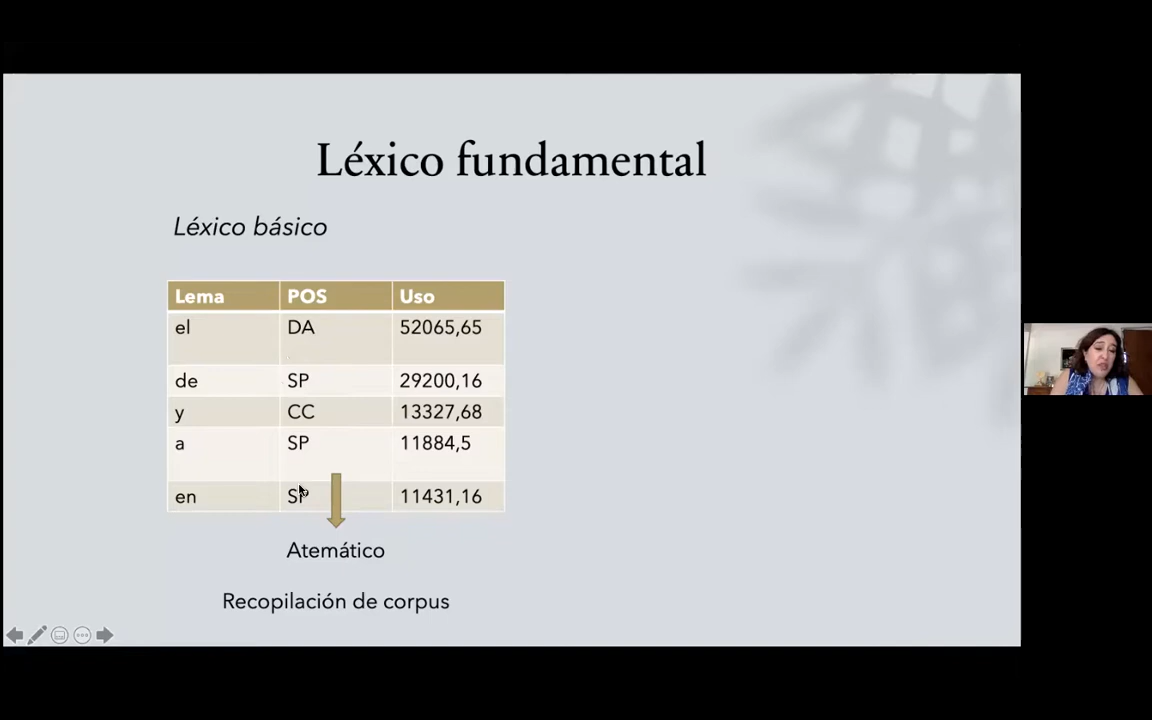 Léxico fundamental
Léxico básico
Lema POS Uso
el DA 52065,65
de SP 29200,16
y CC 13327,68
a SP 11884,5
en SP 11431,16
Atemático
Recopilación de corpus